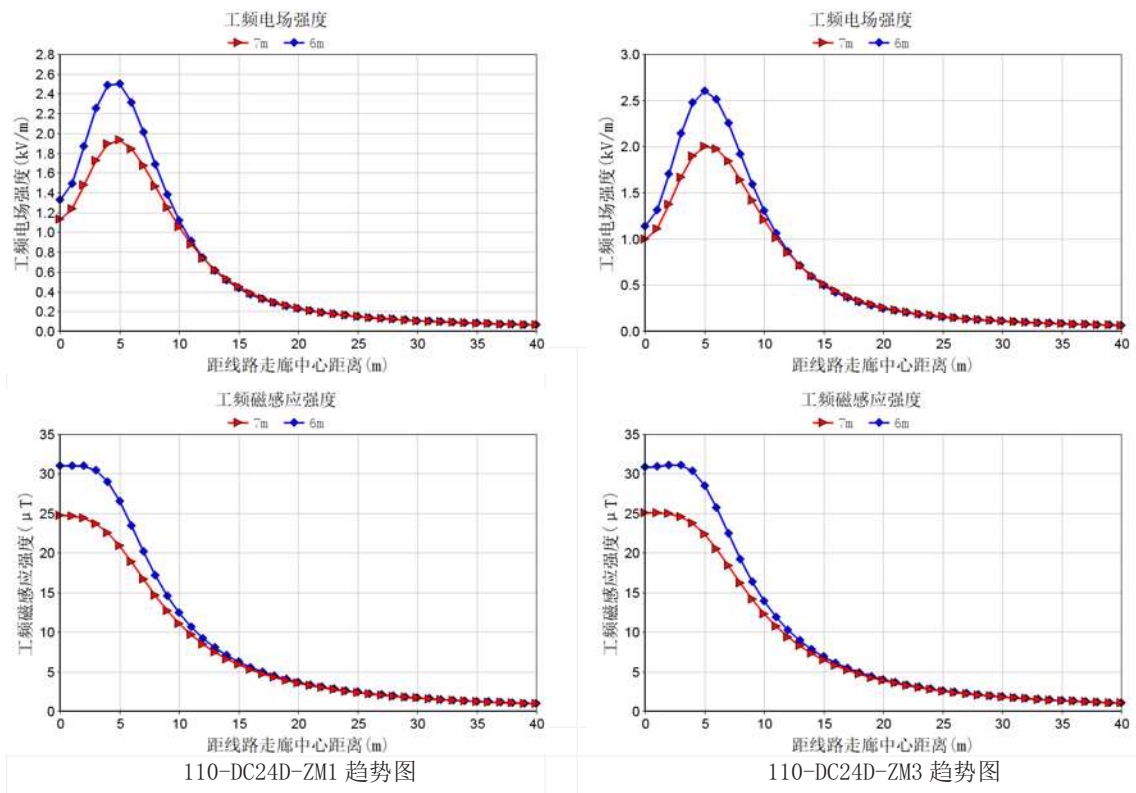 工频电场强度
7m 6m
工频电场强度(kV/m)
2.8
2.6
2.4
2.2
2.0
1.8
1.6
1.4
1.2
1.0
0.8
0.6
0.4
0.2
0.0
0 5 10 15 20 25 30 35 40
距线路走廊中心距离(m)
工频电场强度
7m 6m
工频电场强度(kV/m)
3.0
2.5
2.0
1.5
1.0
0.5
0.0
0 5 10 15 20 25 30 35 40
距线路走廊中心距离(m)
工频磁感应强度
7m 6m
工频磁感应强度(μT)
35
30
25
20
15
10
5
0
0 5 10 15 20 25 30 35 40
距线路走廊中心距离(m)
110-DC24D-ZM1 趋势图
工频磁感应强度
7m 6m
工频磁感应强度(μT)
35
30
25
20
15
10
5
0
0 5 10 15 20 25 30 35 40
距线路走廊中心距离(m)
110-DC24D-ZM3 趋势图